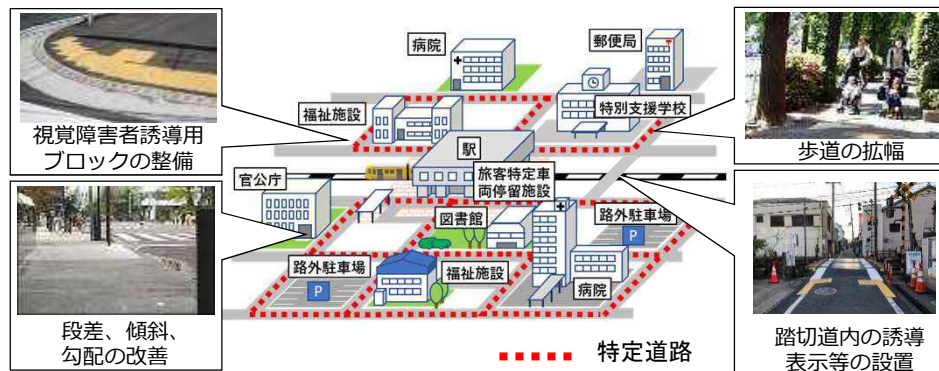 視覚障害者誘導用
ブロックの整備
段差、傾斜、
勾配の改善
病院
郵便局
福祉施設
特別支援学校
駅
旅客特定車
両停留施設
官公庁
図書館
路外駐車場
P
路外駐車場
P
福祉施設
病院
特定道路
歩道の拡幅
踏切道内の誘導
表示等の設置